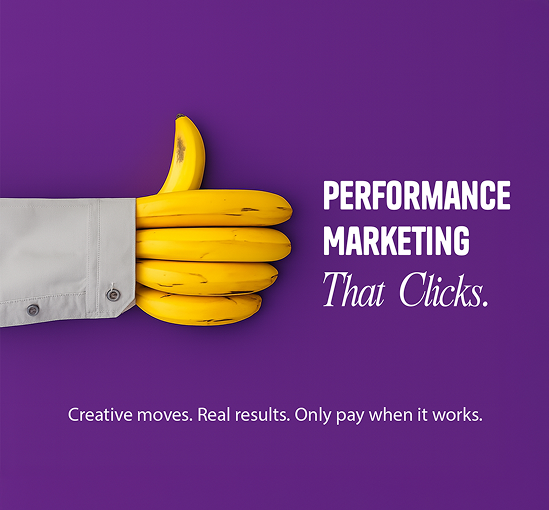 PERFORMANCE
MARKETING
That Clicks.
Creative moves. Real results. Only pay when it works.